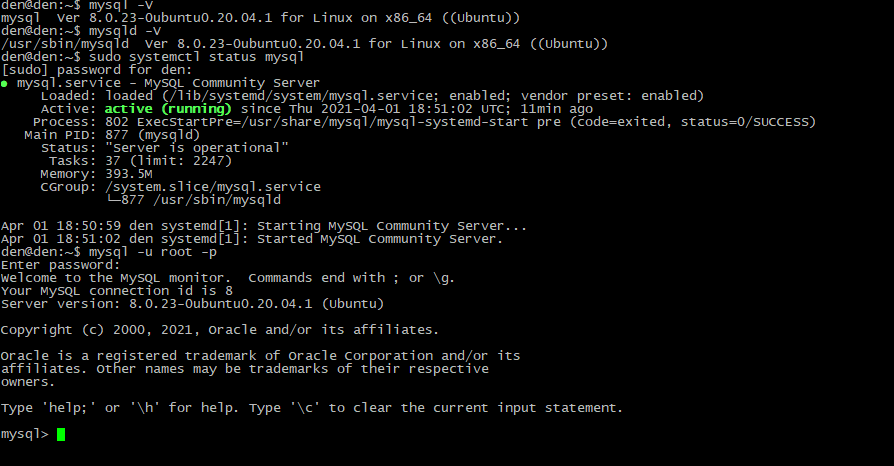 den@den:~$ mysql -V
mysql  Ver 8.0.23-0ubuntu0.20.04.1 for Linux on x86_64 ((Ubuntu))
den@den:~$ mysqld -V
/usr/sbin/mysqld  Ver 8.0.23-0ubuntu0.20.04.1 for Linux on x86_64 ((Ubuntu))
den@den:~$ sudo systemctl status mysql
[sudo] password for den:
● mysql.service - MySQL Community Server
     Loaded: loaded (/lib/systemd/system/mysql.service; enabled; vendor preset: enabled)
     Active: active (running) since Thu 2021-04-01 18:51:02 UTC; 11min ago
    Process: 802 ExecStartPre=/usr/share/mysql/mysql-systemd-start pre (code=exited, status=0/SUCCESS)
   Main PID: 877 (mysqld)
     Status: "Server is operational"
      Tasks: 37 (limit: 2247)
     Memory: 393.5M
     CGroup: /system.slice/mysql.service
             └─877 /usr/sbin/mysqld

Apr 01 18:50:59 den systemd[1]: Starting MySQL Community Server...
Apr 01 18:51:02 den systemd[1]: Started MySQL Community Server.
den@den:~$ mysql -u root -p
Enter password:
Welcome to the MySQL monitor.  Commands end with ; or \g.
Your MySQL connection id is 8
Server version: 8.0.23-0ubuntu0.20.04.1 (Ubuntu)

Copyright (c) 2000, 2021, Oracle and/or its affiliates.

Oracle is a registered trademark of Oracle Corporation and/or its
affiliates. Other names may be trademarks of their respective
owners.

Type 'help;' or '\h' for help. Type '\c' to clear the current input statement.

mysql>